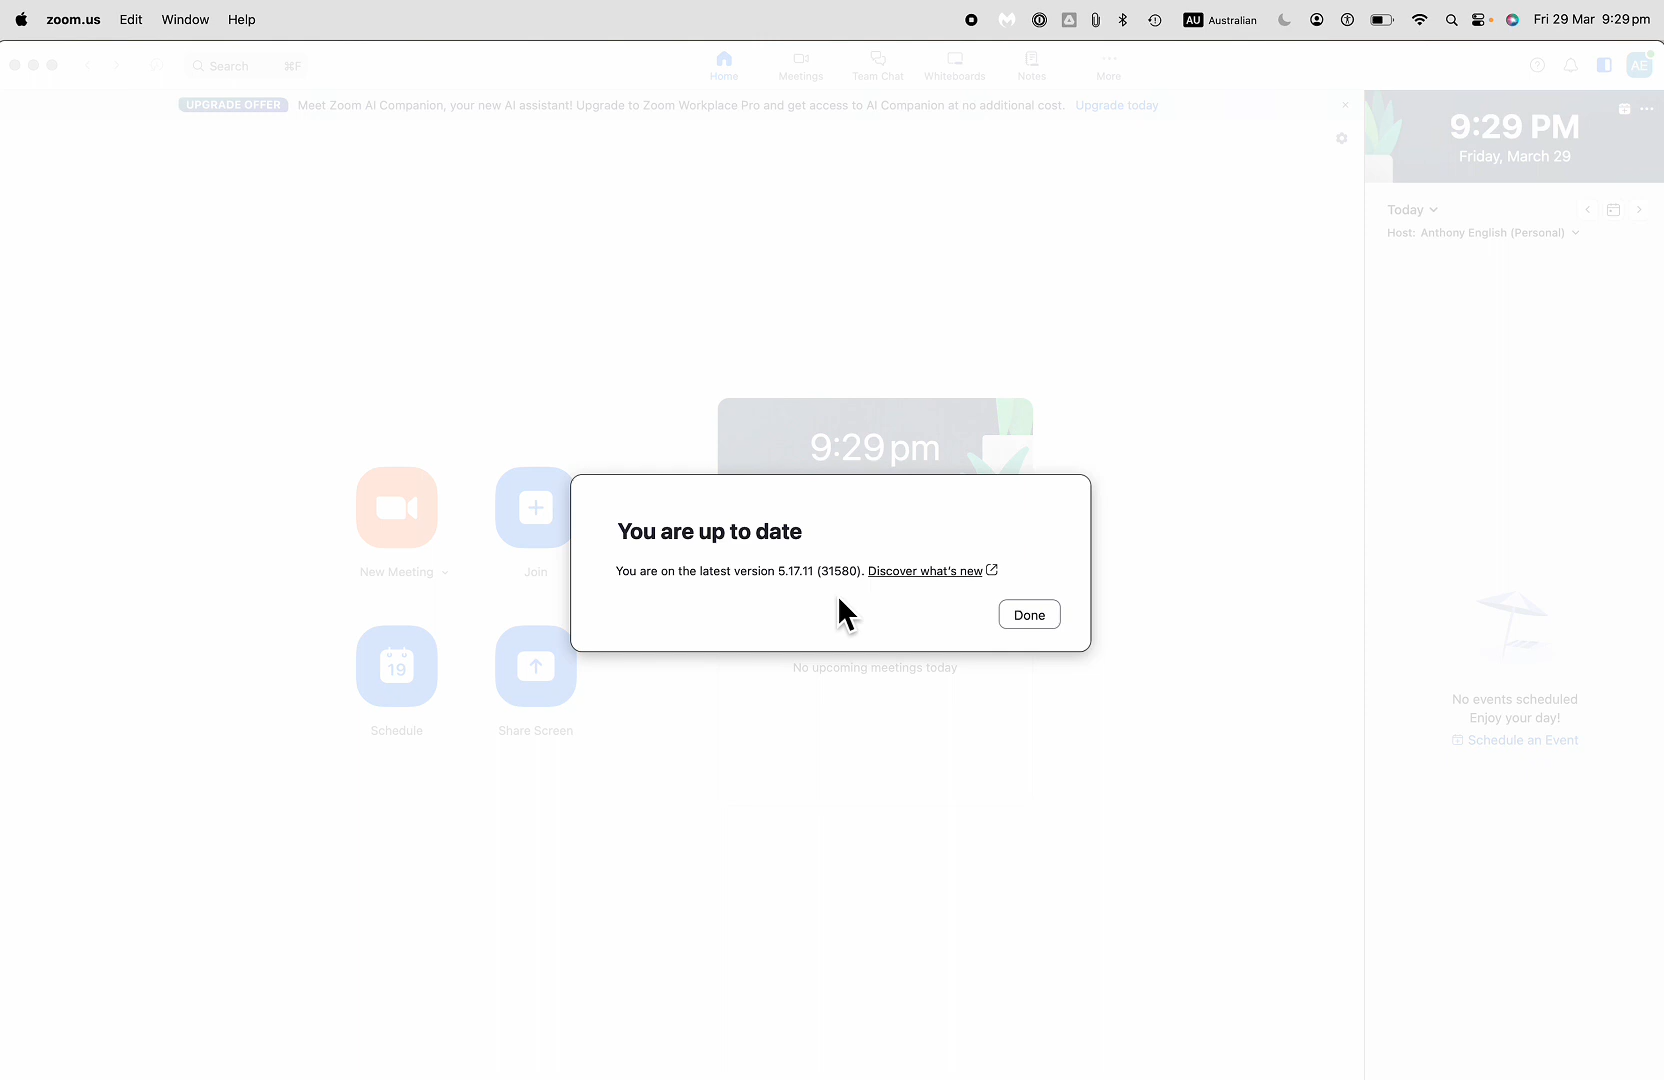 zoom.us Edit Window Help
AU Australian Fri 29 Mar 9:29 pm
Search ⌘F
Home Meetings Team Chat Whiteboards Notes More
AE
UPGRADE OFFER Meet Zoom AI Companion, your new AI assistant! Upgrade to Zoom Workplace Pro and get access to AI Companion at no additional cost. Upgrade today
9:29 PM
Friday, March 29
Today
Host: Anthony English (Personal)
9:29 pm
You are up to date
You are on the latest version 5.17.11 (31580). Discover what's new
Done
New Meeting Join
19
No upcoming meetings today
Schedule Share Screen
No events scheduled
Enjoy your day!
Schedule an Event